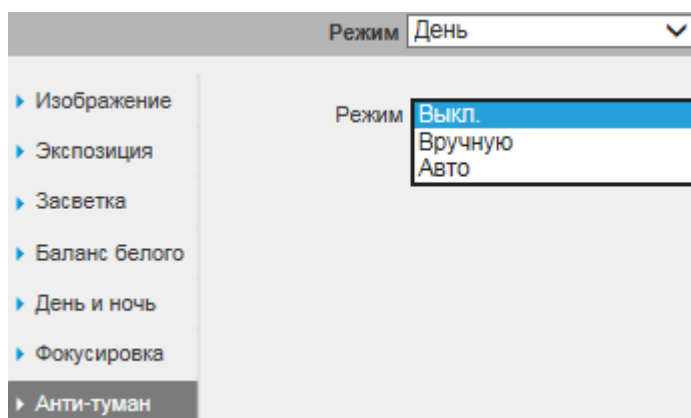 Режим День
Изображение
Экспозиция
Засветка
Баланс белого
День и ночь
Фокусировка
Анти-туман
Режим Выкл.
Вручную
Авто